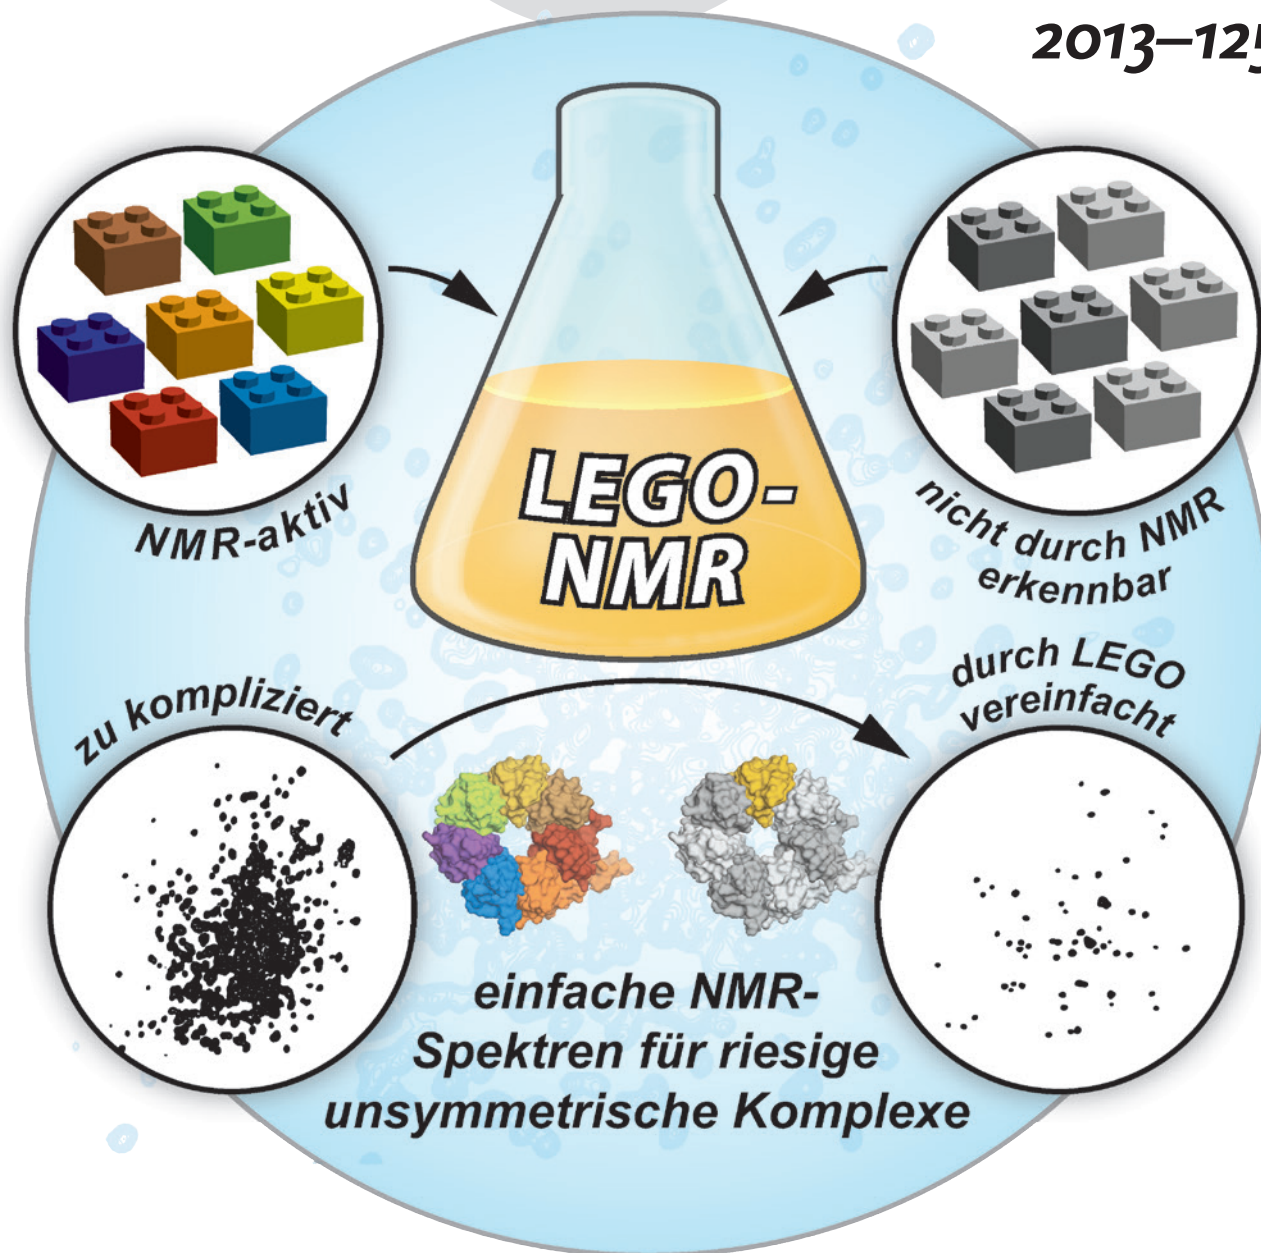 2013–125
LEGO-
NMR
NMR-aktiv
nicht durch NMR
erkennbar
zu kompliziert
durch LEGO
vereinfacht
einfache NMR-
Spektren für riesige
unsymmetrische Komplexe